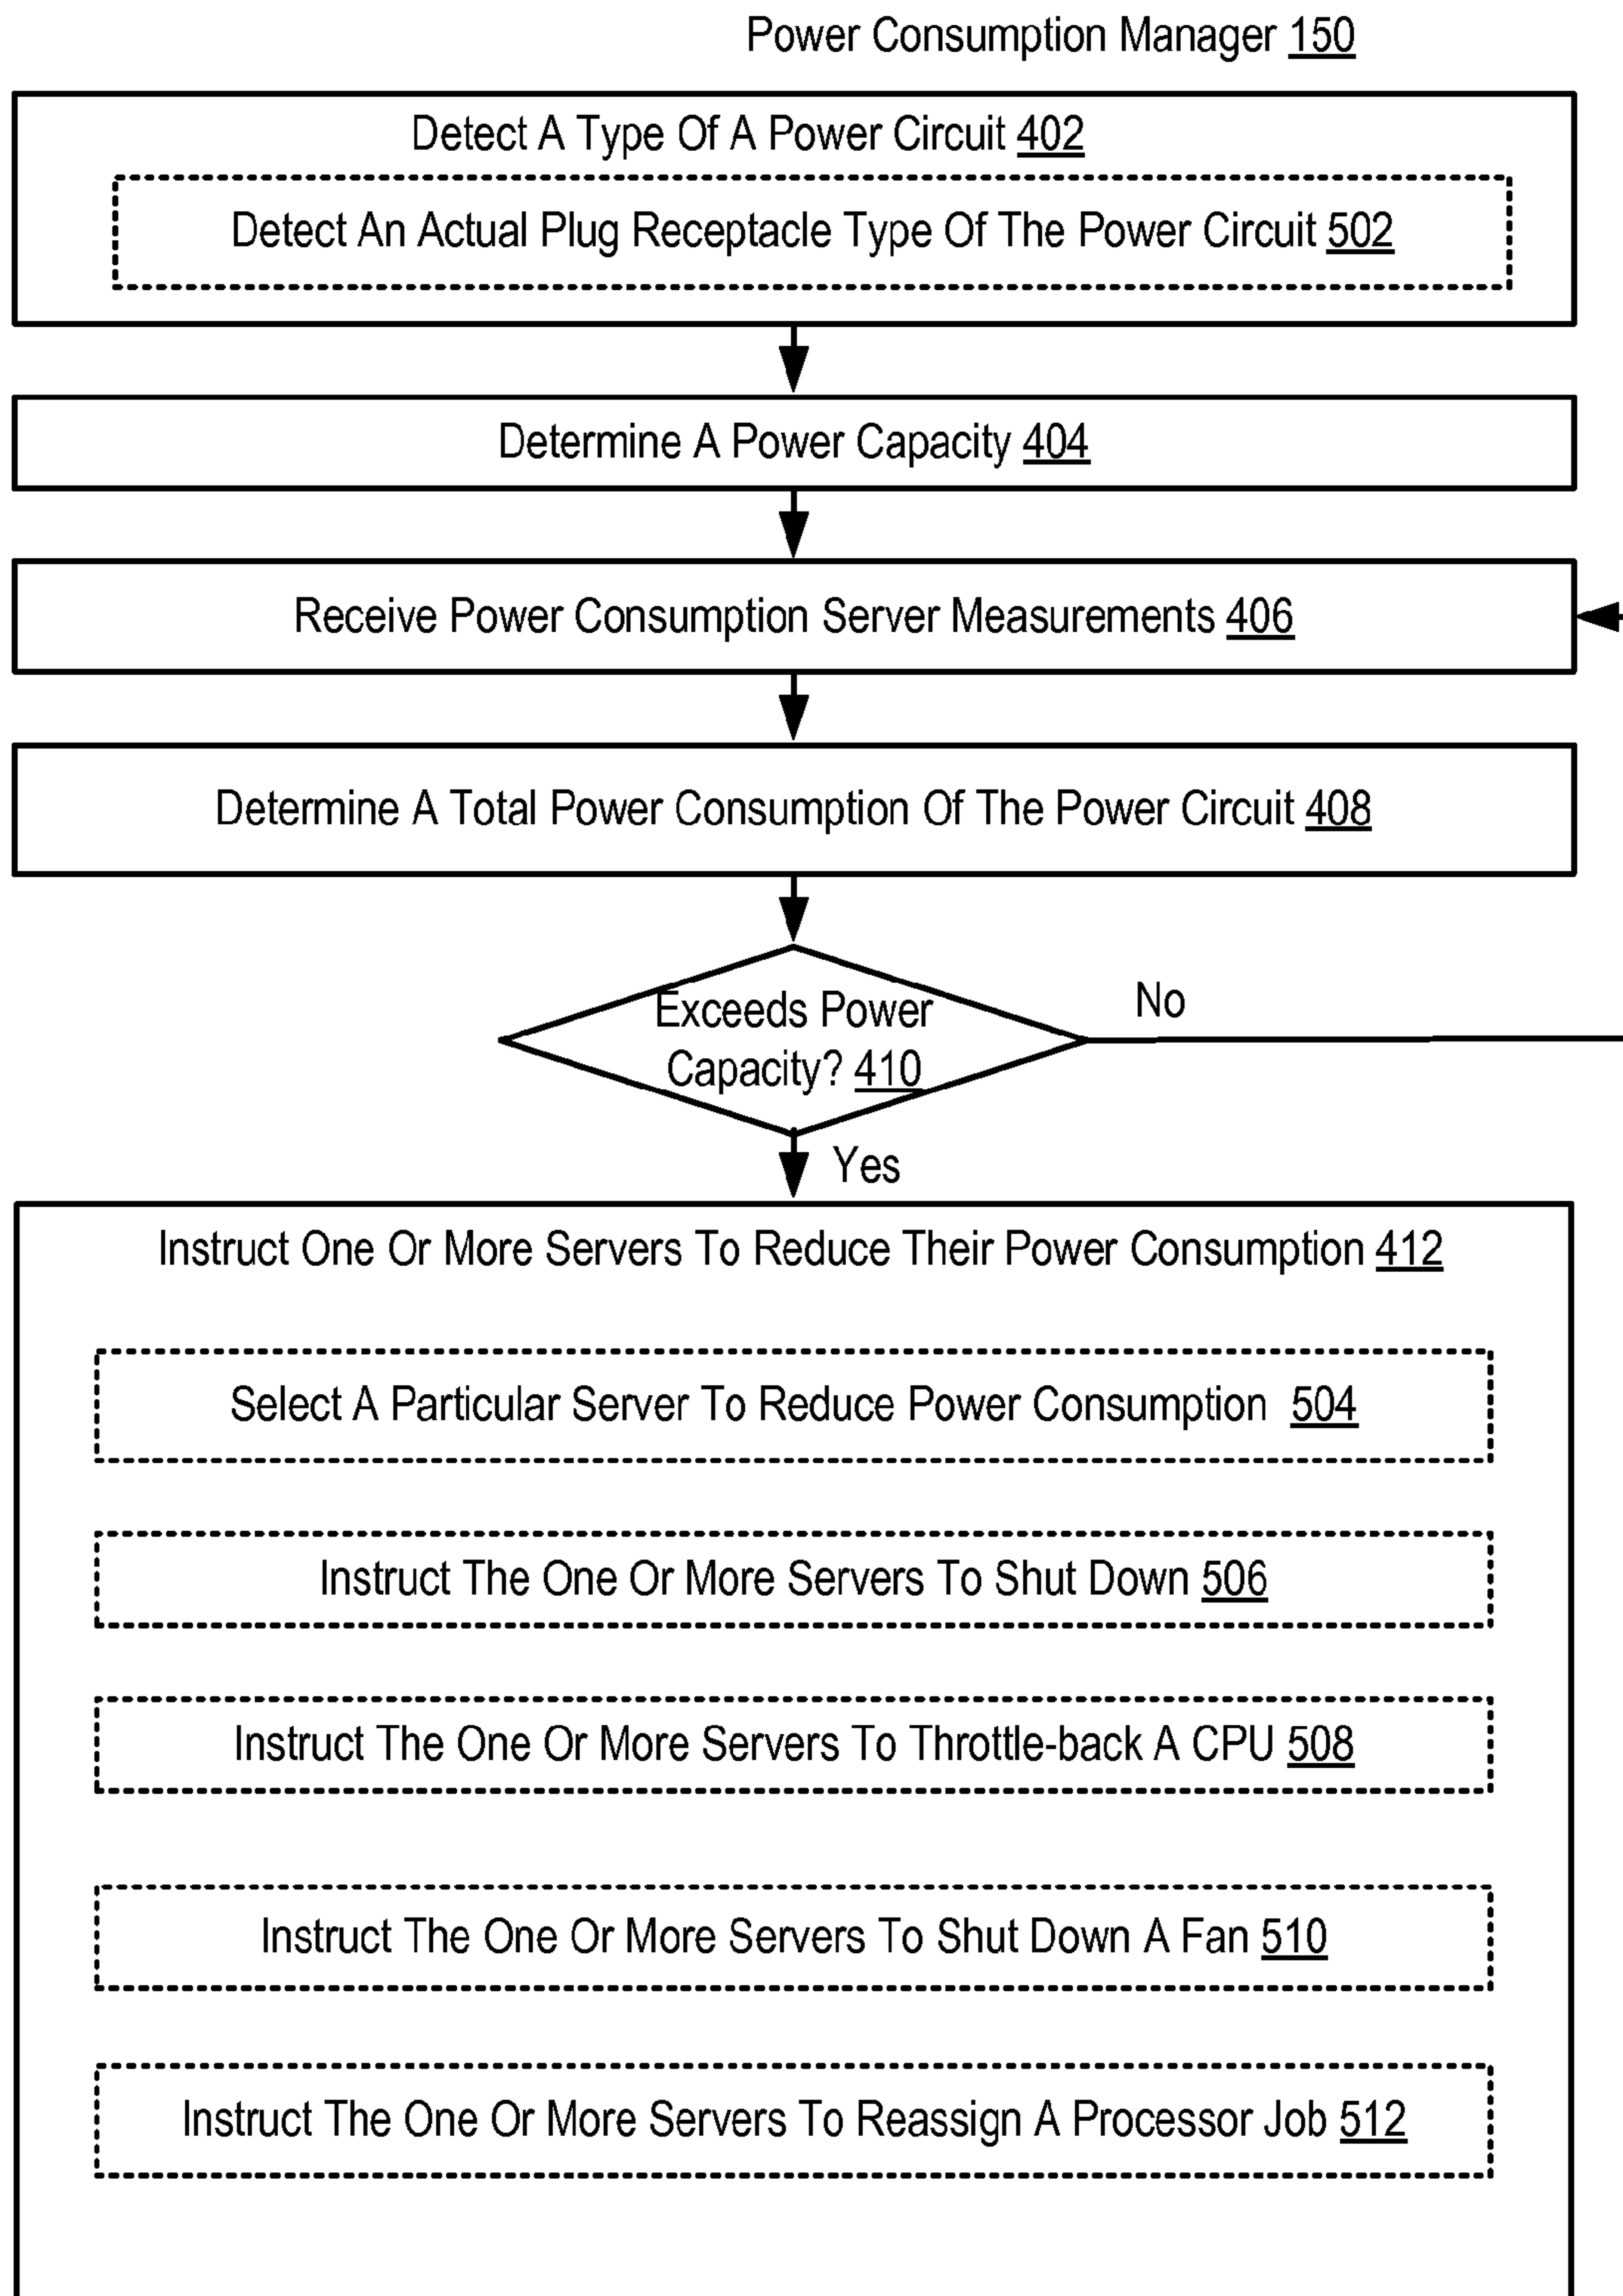 Power Consumption Manager 150
Detect A Type Of A Power Circuit 402
Detect An Actual Plug Receptacle Type Of The Power Circuit 502
Determine A Power Capacity 404
Receive Power Consumption Server Measurements 406
Determine A Total Power Consumption Of The Power Circuit 408
Exceeds Power
Capacity? 410
No
Yes
Instruct One Or More Servers To Reduce Their Power Consumption 412
Select A Particular Server To Reduce Power Consumption 504
Instruct The One Or More Servers To Shut Down 506
Instruct The One Or More Servers To Throttle-back A CPU 508
Instruct The One Or More Servers To Shut Down A Fan 510
Instruct The One Or More Servers To Reassign A Processor Job 512